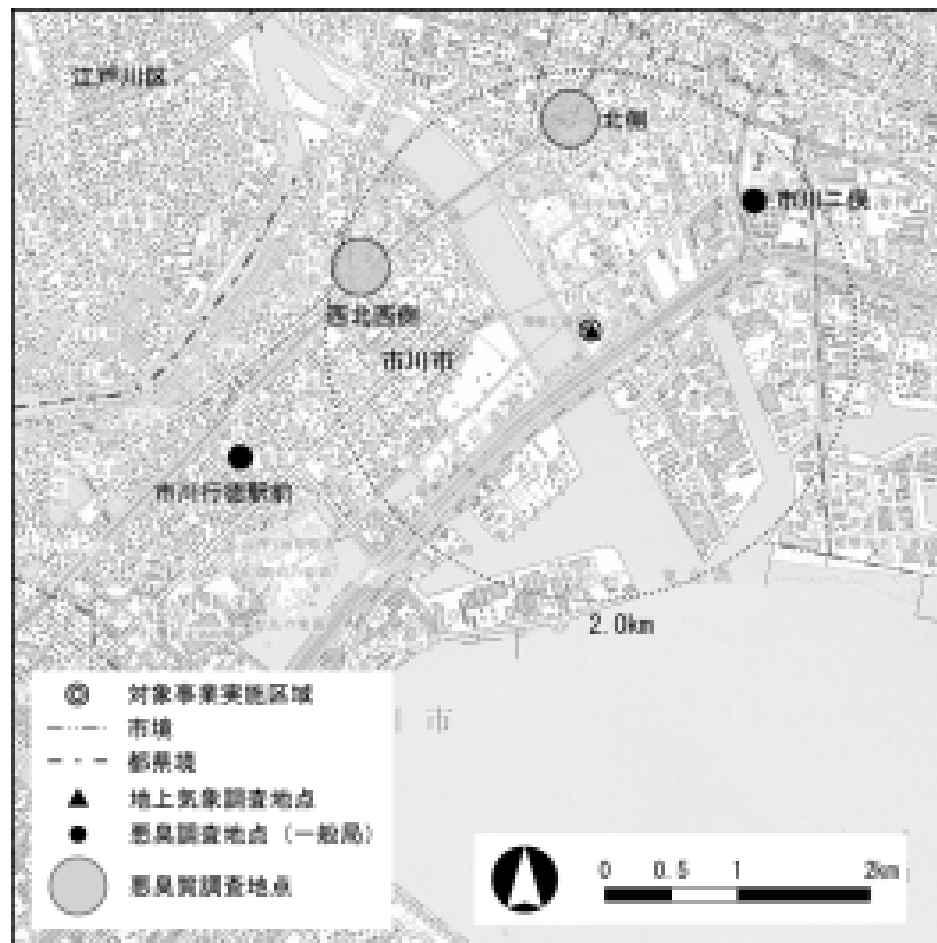 江戸川区
北側
市川二俣
西北西側
市川市
市川行徳駅前
2.0km
市
対象事業実施区域
市境
都県境
地上気象調査地点
悪臭調査地点（一般局）
悪臭質調査地点
0 0.5 1 2km